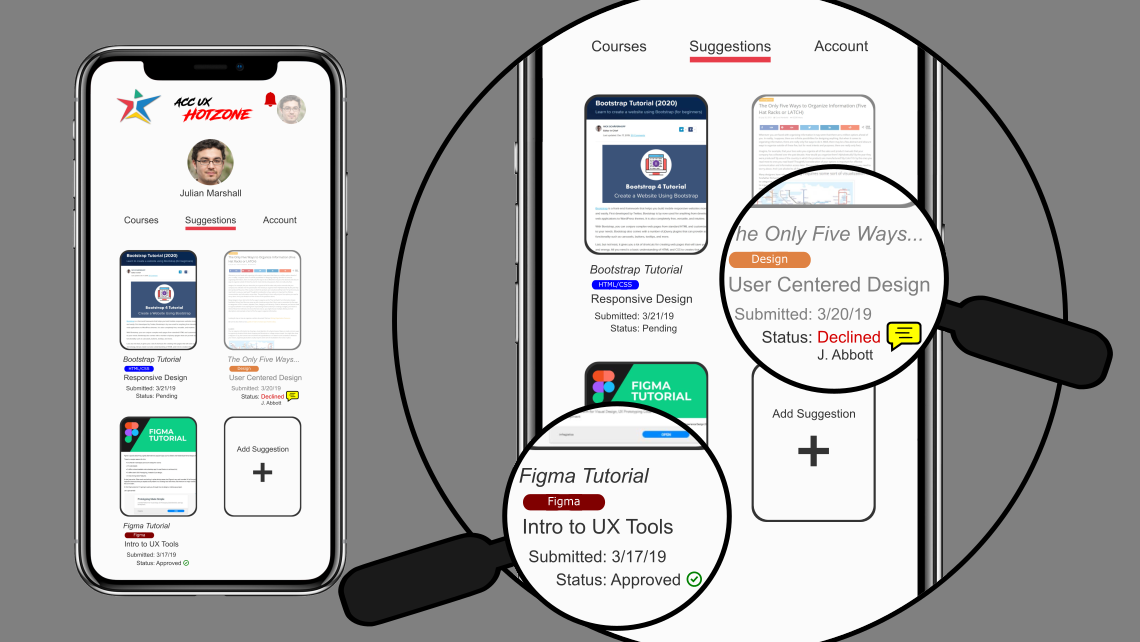 ACC UX
HOTZONE
Julian Marshall
Courses Suggestions Account
Bootstrap Tutorial (2020)
Learn to create a website using Bootstrap (for beginners)
Bootstrap 4 Tutorial
Create a Website Using Bootstrap
The Only Five Ways to Organize Information (Five
Hat Racks or LATCH)
Bootstrap Tutorial
HTML/CSS
Responsive Design
Submitted: 3/21/19
Status: Pending
The Only Five Ways...
Design
User Centered Design
Submitted: 3/20/19
Status: Declined
J. Abbott
FIGMA
TUTORIAL
Figma Tutorial
Figma
Intro to UX Tools
Submitted: 3/17/19
Status: Approved
Add Suggestion
Courses Suggestions Account
Bootstrap Tutorial (2020)
Learn to create a website using Bootstrap (for beginners)
Bootstrap 4 Tutorial
Create a Website Using Bootstrap
The Only Five Ways to Organize Information (Five
Hat Racks or LATCH)
Bootstrap Tutorial
HTML/CSS
Responsive Design
Submitted: 3/21/19
Status: Pending
he Only Five Ways...
Design
User Centered Design
Submitted: 3/20/19
Status: Declined
J. Abbott
FIGMA
TUTORIAL
OPEN
Figma Tutorial
Figma
Intro to UX Tools
Submitted: 3/17/19
Status: Approved
Add Suggestion